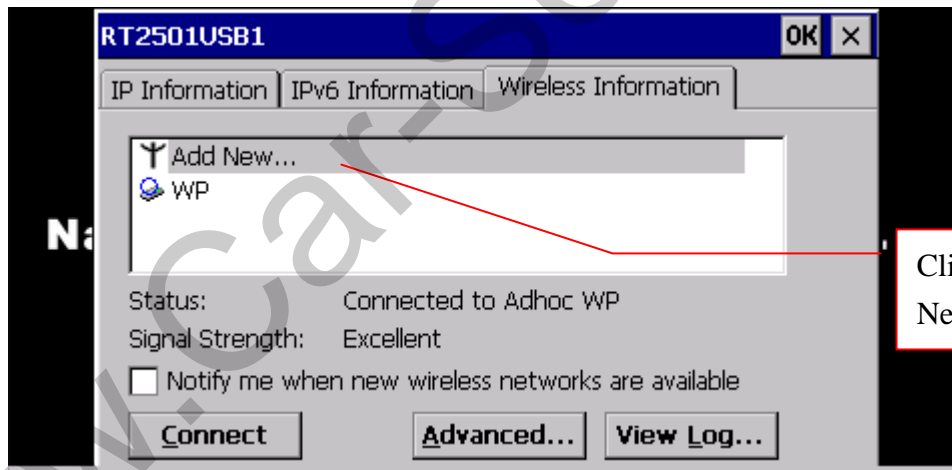 RT2501USB1 OK ×
IP Information IPv6 Information Wireless Information
Add New...
WP
Status: Connected to Adhoc WP
Signal Strength: Excellent
Notify me when new wireless networks are available
Connect Advanced... View Log...